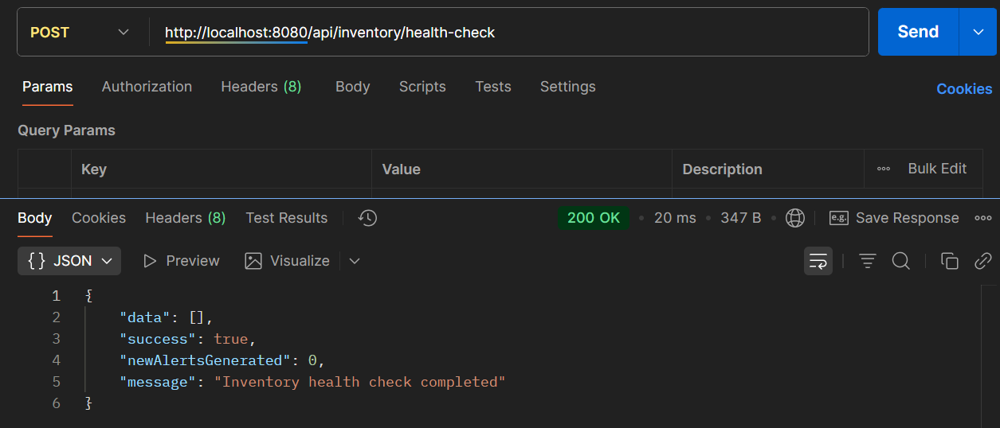 POST http://localhost:8080/api/inventory/health-check Send
Params Authorization Headers (8) Body Scripts Tests Settings Cookies
Query Params
Key Value Description Bulk Edit
Body Cookies Headers (8) Test Results 200 OK • 20 ms • 347 B • e.g. Save Response
{} JSON Preview Visualize
1 {
2 "data": [],
3 "success": true,
4 "newAlertsGenerated": 0,
5 "message": "Inventory health check completed"
6 }